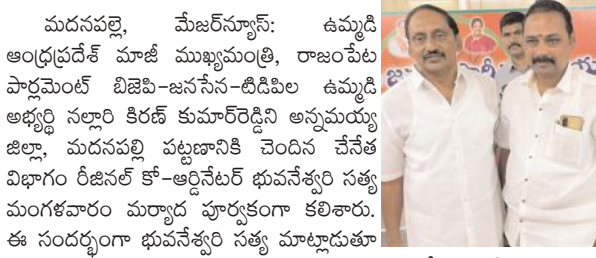 మదనపల్లె, మేజర్‌న్యూస్: ఉమ్మడి
ఆంధ్రప్రదేశ్ మాజీ ముఖ్యమంత్రి, రాజంపేట
పార్లమెంట్ బిజెపి-జనసేన-టిడిపిల ఉమ్మడి
అభ్యర్థి నల్లారి కిరణ్ కుమార్‌రెడ్డిని అన్నమయ్య
జిల్లా, మదనపల్లి పట్టణానికి చెందిన చేనేత
విభాగం రీజినల్ కో-ఆర్డినేటర్ భువనేశ్వరి సత్య
మంగళవారం మర్యాద పూర్వకంగా కలిశారు.
ఈ సందర్భంగా భువనేశ్వరి సత్య మాట్లాడుతూ